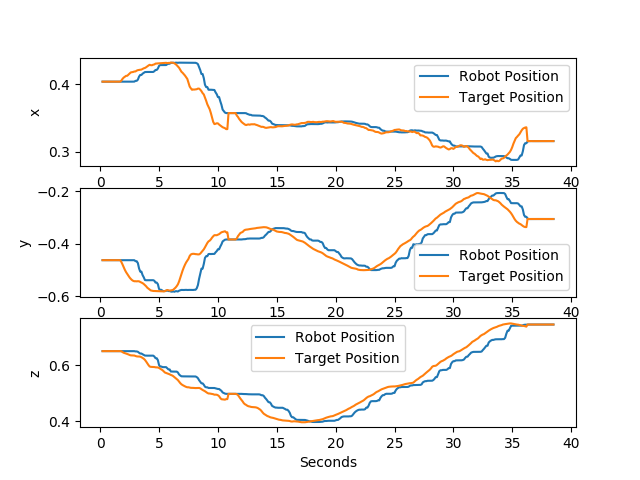 0.4
0.3
x
Robot Position
Target Position
0 5 10 15 20 25 30 35 40
−0.2
−0.4
−0.6
y
Robot Position
Target Position
0 5 10 15 20 25 30 35 40
0.6
0.4
z
Robot Position
Target Position
0 5 10 15 20 25 30 35 40
Seconds